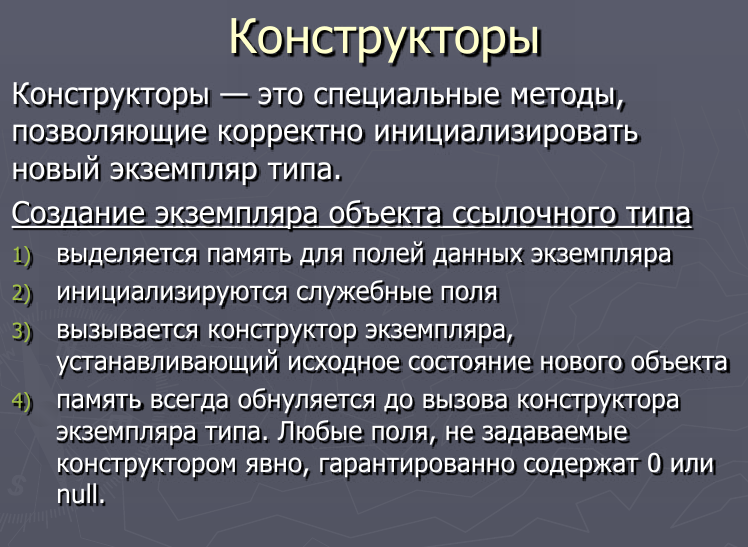 Конструкторы
Конструкторы — это специальные методы,
позволяющие корректно инициализировать
новый экземпляр типа.
Создание экземпляра объекта ссылочного типа
1) выделяется память для полей данных экземпляра
2) инициализируются служебные поля
3) вызывается конструктор экземпляра,
устанавливающий исходное состояние нового объекта
4) память всегда обнуляется до вызова конструктора
экземпляра типа. Любые поля, не задаваемые
конструктором явно, гарантированно содержат 0 или
null.